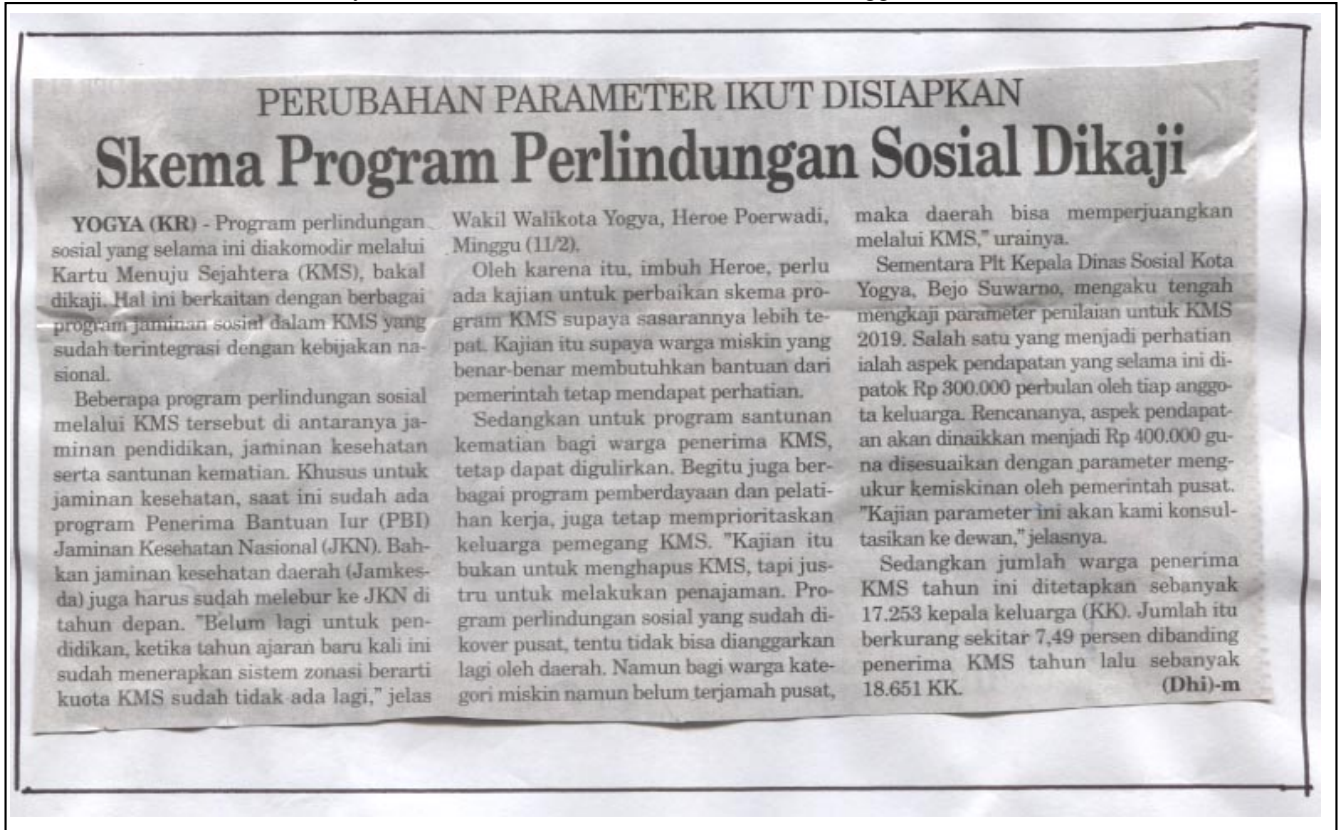 PERUBAHAN PARAMETER IKUT DISIAPKAN
Skema Program Perlindungan Sosial Dikaji
YOGYA (KR) - Program perlindungan
sosial yang selama ini diakomodir melalui
Kartu Menuju Sejahtera (KMS), bakal
dikaji. Hal ini berkaitan dengan berbagai
program jaminan sosial dalam KMS yang
sudah terintegrasi dengan kebijakan na-
sional.
Beberapa program perlindungan sosial
melalui KMS tersebut di antaranya ja-
minan pendidikan, jaminan kesehatan
serta santunan kematian. Khusus untuk
jaminan kesehatan, saat ini sudah ada
program Penerima Bantuan Iur (PBI)
Jaminan Kesehatan Nasional (JKN). Bah-
kan jaminan kesehatan daerah (Jamkes-
da) juga harus sudah melebur ke JKN di
tahun depan. "Belum lagi untuk pen-
didikan, ketika tahun ajaran baru kali ini
sudah menerapkan sistem zonasi berarti
kuota KMS sudah tidak ada lagi," jelas
Wakil Walikota Yogya, Heroe Poerwadi,
Minggu (11/2).
Oleh karena itu, imbuh Heroe, perlu
ada kajian untuk perbaikan skema pro-
gram KMS supaya sasarannya lebih te-
pat. Kajian itu supaya warga miskin yang
benar-benar membutuhkan bantuan dari
pemerintah tetap mendapat perhatian.
Sedangkan untuk program santunan
kematian bagi warga penerima KMS,
tetap dapat digulirkan. Begitu juga ber-
bagai program pemberdayaan dan pelati-
han kerja, juga tetap memprioritaskan
keluarga pemegang KMS. "Kajian itu
bukan untuk menghapus KMS, tapi jus-
tru untuk melakukan penajaman. Pro-
gram perlindungan sosial yang sudah di-
kover pusat, tentu tidak bisa dianggarkan
lagi oleh daerah. Namun bagi warga kate-
gori miskin namun belum terjamah pusat,
maka daerah bisa memperjuangkan
melalui KMS," urainya.
Sementara Plt Kepala Dinas Sosial Kota
Yogya, Bejo Suwarno, mengaku tengah
mengkaji parameter penilaian untuk KMS
2019. Salah satu yang menjadi perhatian
ialah aspek pendapatan yang selama ini di-
patok Rp 300.000 perbulan oleh tiap anggo-
ta keluarga. Rencananya, aspek pendapat-
an akan dinaikkan menjadi Rp 400.000 gu-
na disesuaikan dengan parameter meng-
ukur kemiskinan oleh pemerintah pusat.
"Kajian parameter ini akan kami konsul-
tasikan ke dewan," jelasnya.
Sedangkan jumlah warga penerima
KMS tahun ini ditetapkan sebanyak
17.253 kepala keluarga (KK). Jumlah itu
berkurang sekitar 7,49 persen dibanding
penerima KMS tahun lalu sebanyak
18.651 KK. (Dhi)-m